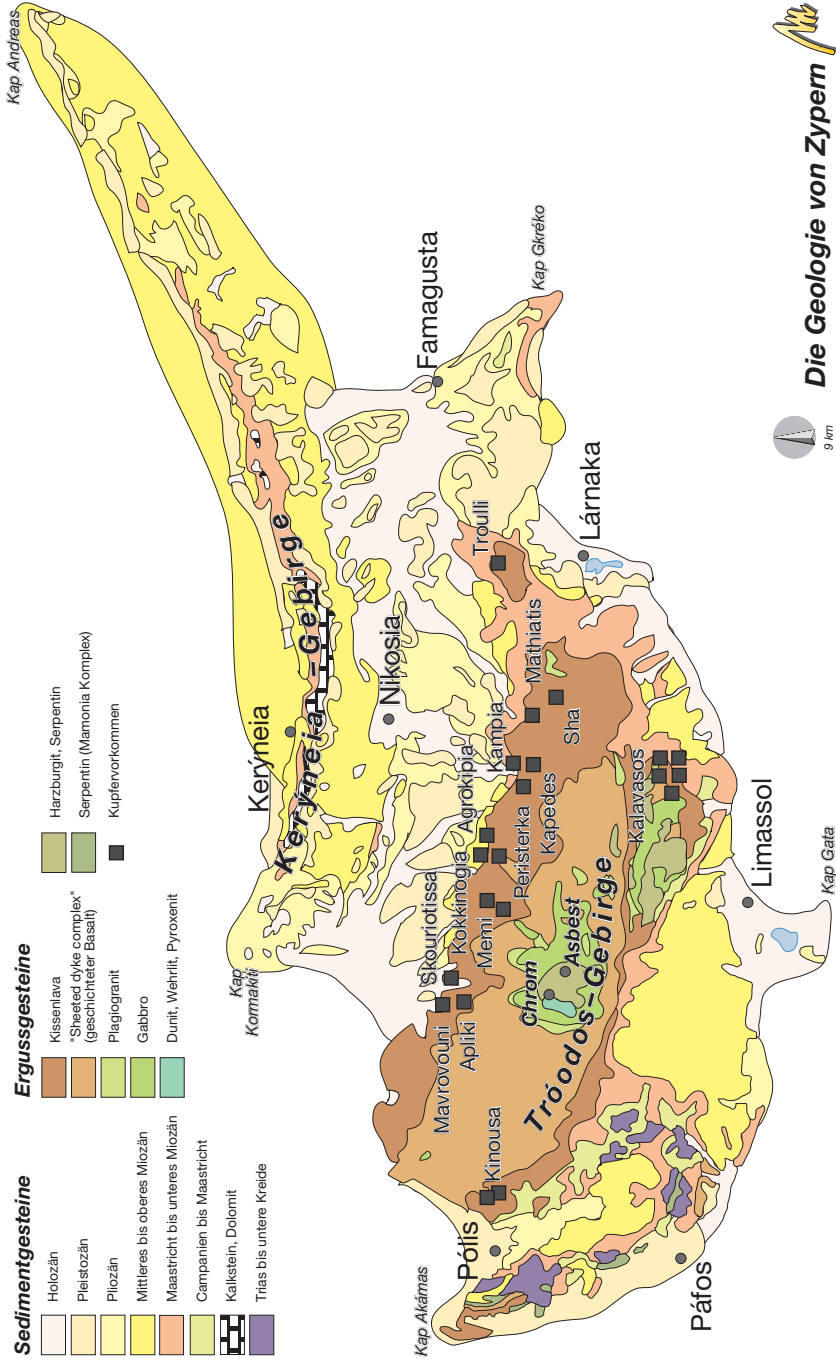 Sedimentgesteine
Holozän
Pleistozän
Pliozän
Mittleres bis oberes Miozän
Maastricht bis unteres Miozän
Campanien bis Maastricht
Kalkstein, Dolomit
Trias bis untere Kreide
Ergussgesteine
Kissenlava
"Sheeted dyke complex"
(geschichteter Basalt)
Plagiogranit
Gabbro
Dunit, Wehrlit, Pyroxenit
Harzburgit, Serpentin
Serpentin (Mamonia Komplex)
Kupfervorkommen
Kap Andreas
Kap
Kormakiti
Kerýneia
Kerýneia-Gebirge
Nikosia
Famagusta
Kap Gkréko
Skouriotissa
Kokkinogia
Agrokipia
Kampia
Mathiatis
Troulli
Mavrovouni
Apliki
Memi
Peristerka
Kapedes
Sha
Lárnaka
Kap Akámas
Pólis
Kinousa
Chrom
Asbest
Tróodos-Gebirge
Kalavasos
Páfos
Limassol
Kap Gata
9 km
Die Geologie von Zypern